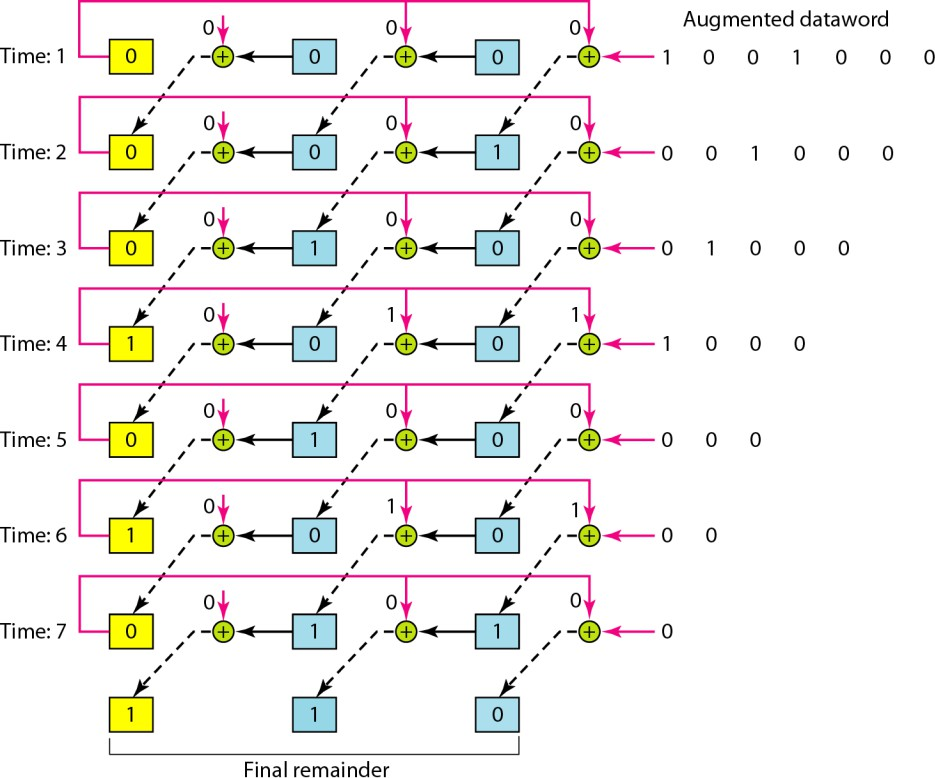 Augmented dataword
0 0 0
Time: 1 0 + 0 + 0 + 1 0 0 1 0 0 0
0 0 0
Time: 2 0 + 0 + 1 + 0 0 1 0 0 0
0 0 0
Time: 3 0 + 1 + 0 + 0 1 0 0 0
0 1 1
Time: 4 1 + 0 + 0 + 1 0 0 0
0 0 0
Time: 5 0 + 1 + 0 + 0 0 0
0 1 1
Time: 6 1 + 0 + 0 + 0 0
0 0 0
Time: 7 0 + 1 + 1 + 0
1 1 0
Final remainder